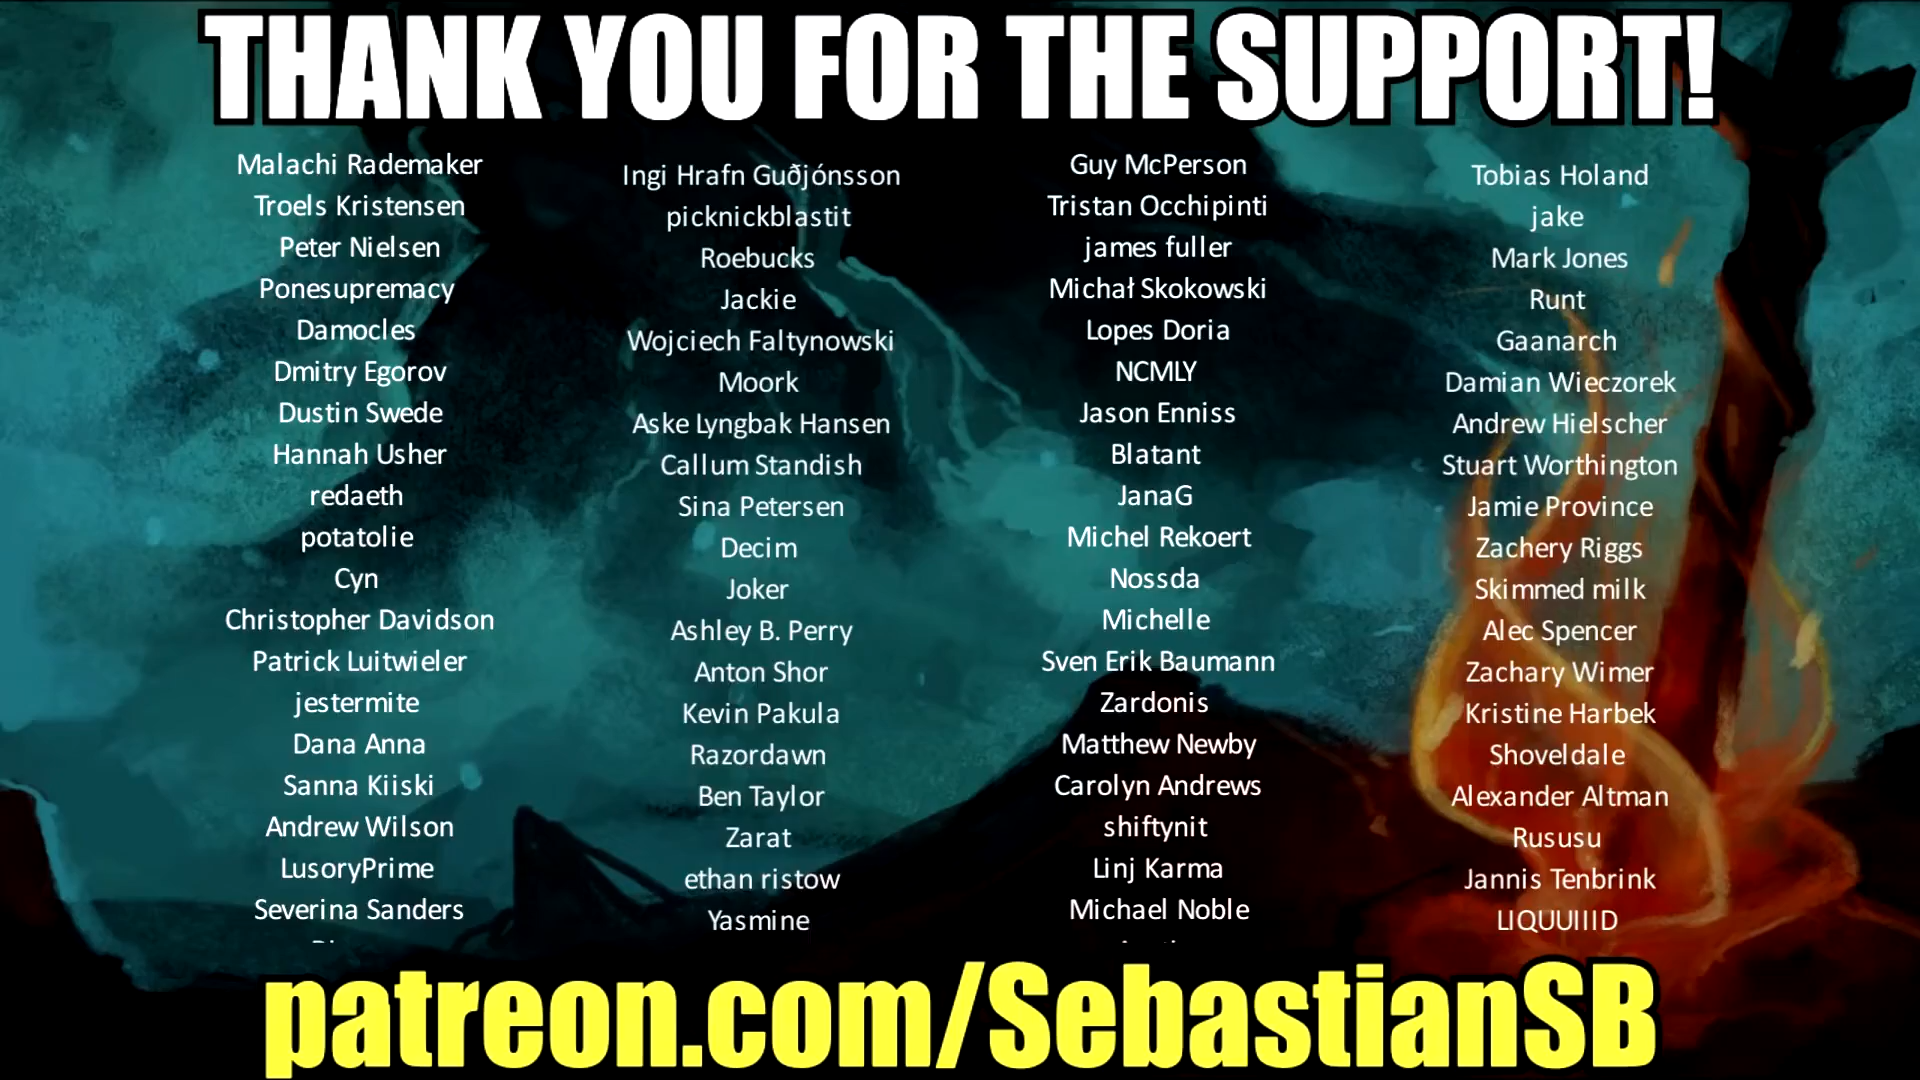 THANK YOU FOR THE SUPPORT!
Malachi Rademaker
Troels Kristensen
Peter Nielsen
Ponesupremacy
Damocles
Dmitry Egorov
Dustin Swede
Hannah Usher
redaeth
potatolie
Cyn
Christopher Davidson
Patrick Luitwieler
jestermite
Dana Anna
Sanna Kiiski
Andrew Wilson
LusoryPrime
Severina Sanders
Ingi Hrafn Guðjónsson
picknickblastit
Roebucks
Jackie
Wojciech Faltynowski
Moork
Aske Lyngbak Hansen
Callum Standish
Sina Petersen
Decim
Joker
Ashley B. Perry
Anton Shor
Kevin Pakula
Razordawn
Ben Taylor
Zarat
ethan ristow
Yasmine
Guy McPerson
Tristan Occhipinti
james fuller
Michał Skokowski
Lopes Doria
NCMLY
Jason Enniss
Blatant
JanaG
Michel Rekoert
Nossda
Michelle
Sven Erik Baumann
Zardonis
Matthew Newby
Carolyn Andrews
shiftynit
Linj Karma
Michael Noble
Tobias Holand
jake
Mark Jones
Runt
Gaanarch
Damian Wieczorek
Andrew Hielscher
Stuart Worthington
Jamie Province
Zachery Riggs
Skimmed milk
Alec Spencer
Zachary Wimer
Kristine Harbek
Shoveldale
Alexander Altman
Rususu
Jannis Tenbrink
LIQUUIIID
patreon.com/SebastianSB